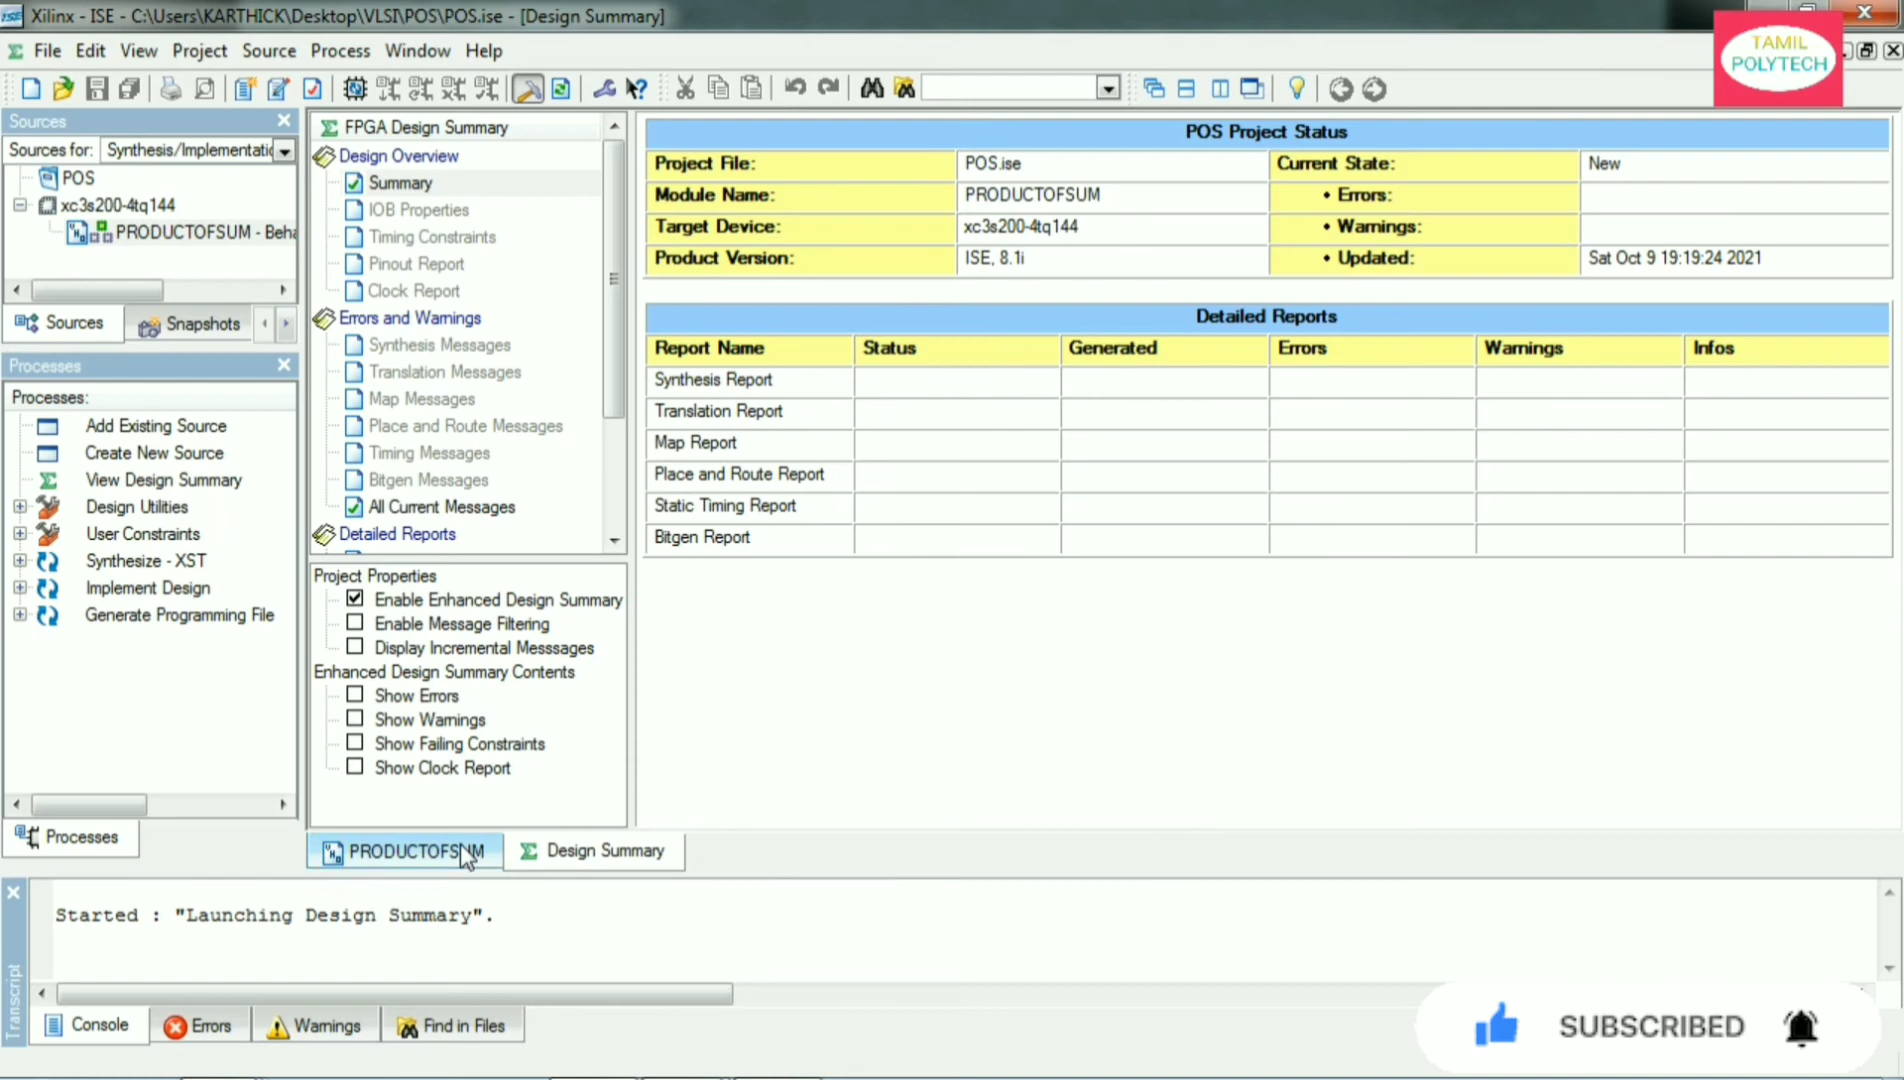 Xilinx - ISE - C:\Users\KARTHICK\Desktop\VLSI\POS\POS.ise - [Design Summary]
File Edit View Project Source Process Window Help
TAMIL
POLYTECH
Sources
Sources for: Synthesis/Implementatic
POS
xc3s200-4tq144
PRODUCTOFSUM - Beha
Sources Snapshots
Processes
Processes:
Add Existing Source
Create New Source
View Design Summary
Design Utilities
User Constraints
Synthesize - XST
Implement Design
Generate Programming File
Processes
FPGA Design Summary
Design Overview
Summary
IOB Properties
Timing Constraints
Pinout Report
Clock Report
Errors and Warnings
Synthesis Messages
Translation Messages
Map Messages
Place and Route Messages
Timing Messages
Bitgen Messages
All Current Messages
Detailed Reports
Project Properties
Enable Enhanced Design Summary
Enable Message Filtering
Display Incremental Messsages
Enhanced Design Summary Contents
Show Errors
Show Warnings
Show Failing Constraints
Show Clock Report
POS Project Status
Project File: POS.ise Current State: New
Module Name: PRODUCTOFSUM • Errors:
Target Device: xc3s200-4tq144 • Warnings:
Product Version: ISE, 8.1i • Updated: Sat Oct 9 19:19:24 2021
Detailed Reports
Report Name Status Generated Errors Warnings Infos
Synthesis Report
Translation Report
Map Report
Place and Route Report
Static Timing Report
Bitgen Report
PRODUCTOFSUM Design Summary
Started : "Launching Design Summary".
Transcript
Console Errors Warnings Find in Files
SUBSCRIBED